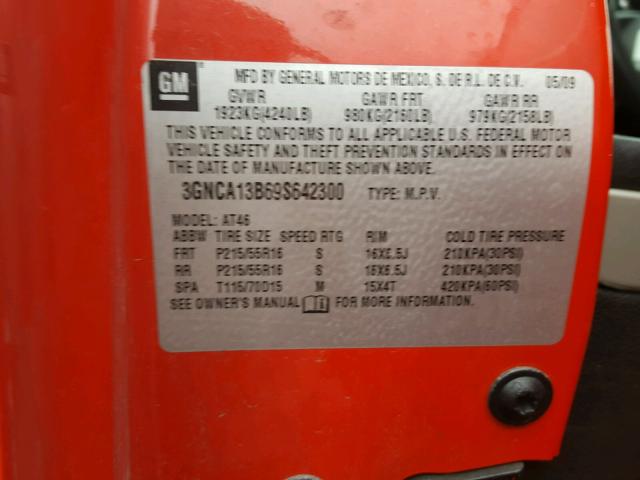 GM
MFD BY GENERAL MOTORS DE MEXICO, S. DE R.L. DE C.V. 05/09
GVWR GAWR FRT GAWR RR
1923KG(4240LB) 980KG(2160LB) 979KG(2158LB)
THIS VEHICLE CONFORMS TO ALL APPLICABLE U.S. FEDERAL MOTOR
VEHICLE SAFETY AND THEFT PREVENTION STANDARDS IN EFFECT ON
THE DATE OF MANUFACTURE SHOWN ABOVE.
3GNCA13B69S642300 TYPE: M.P.V.
MODEL: AT46
ABBW TIRE SIZE SPEED RTG RIM COLD TIRE PRESSURE
FRT P215/55R16 S 16X6.5J 210KPA(30PSI)
RR P215/55R16 S 16X6.5J 210KPA(30PSI)
SPA T115/70D15 M 15X4T 420KPA(60PSI)
SEE OWNER'S MANUAL FOR MORE INFORMATION.